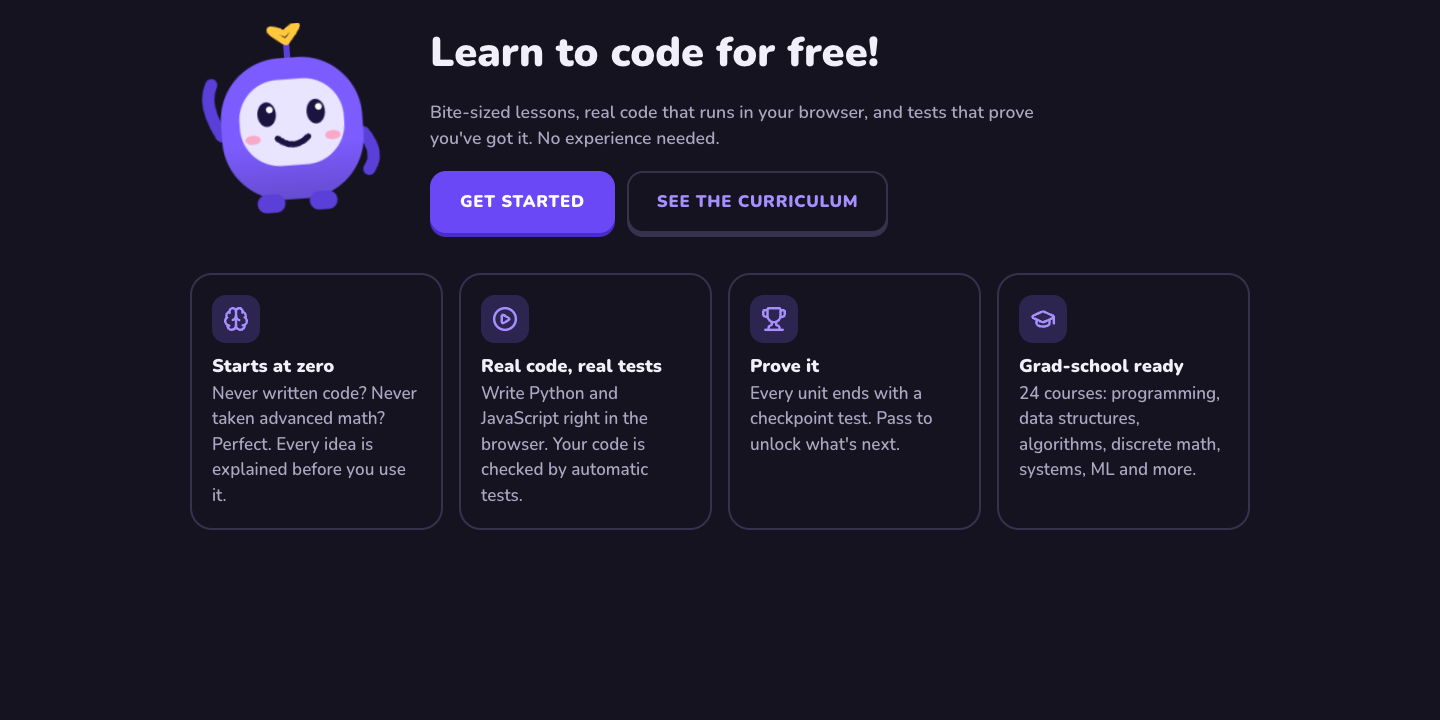 Learn to code for free!
Bite-sized lessons, real code that runs in your browser, and tests that prove
you've got it. No experience needed.
GET STARTED
SEE THE CURRICULUM
Starts at zero
Never written code? Never
taken advanced math?
Perfect. Every idea is
explained before you use
it.
Real code, real tests
Write Python and
JavaScript right in the
browser. Your code is
checked by automatic
tests.
Prove it
Every unit ends with a
checkpoint test. Pass to
unlock what's next.
Grad-school ready
24 courses: programming,
data structures,
algorithms, discrete math,
systems, ML and more.